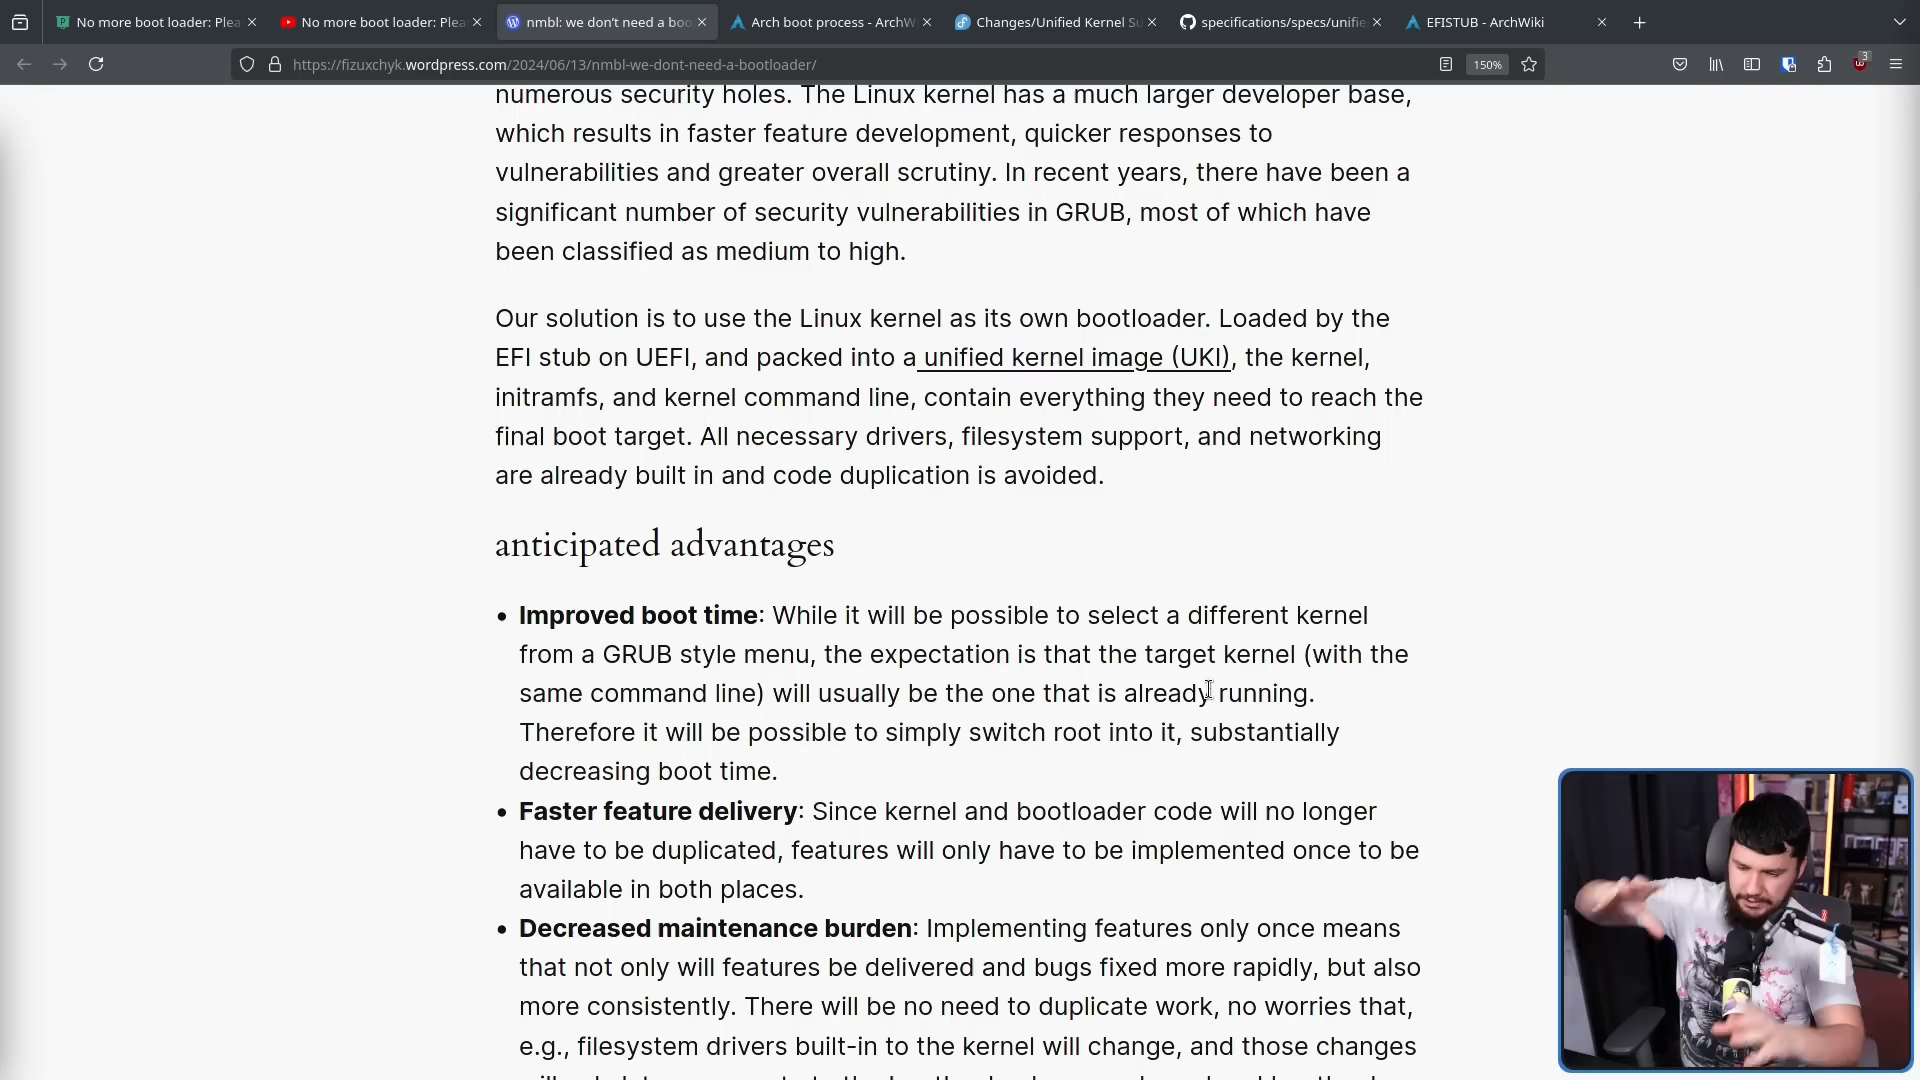 No more boot loader: Plea
No more boot loader: Plea
nmbl: we don't need a boo
Arch boot process - ArchW
Changes/Unified Kernel Su
specifications/specs/unifie
EFISTUB - ArchWiki
https://fizuxchyk.wordpress.com/2024/06/13/nmbl-we-dont-need-a-bootloader/
150%
3
numerous security holes. The Linux kernel has a much larger developer base,
which results in faster feature development, quicker responses to
vulnerabilities and greater overall scrutiny. In recent years, there have been a
significant number of security vulnerabilities in GRUB, most of which have
been classified as medium to high.
Our solution is to use the Linux kernel as its own bootloader. Loaded by the
EFI stub on UEFI, and packed into a unified kernel image (UKI), the kernel,
initramfs, and kernel command line, contain everything they need to reach the
final boot target. All necessary drivers, filesystem support, and networking
are already built in and code duplication is avoided.
anticipated advantages
• Improved boot time: While it will be possible to select a different kernel
from a GRUB style menu, the expectation is that the target kernel (with the
same command line) will usually be the one that is already running.
Therefore it will be possible to simply switch root into it, substantially
decreasing boot time.
• Faster feature delivery: Since kernel and bootloader code will no longer
have to be duplicated, features will only have to be implemented once to be
available in both places.
• Decreased maintenance burden: Implementing features only once means
that not only will features be delivered and bugs fixed more rapidly, but also
more consistently. There will be no need to duplicate work, no worries that,
e.g., filesystem drivers built-in to the kernel will change, and those changes